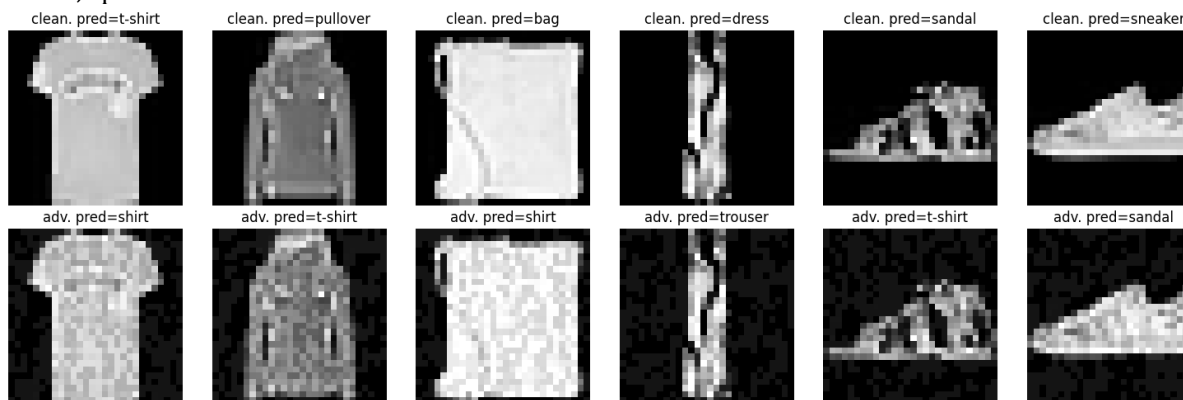 clean. pred=t-shirt clean. pred=pullover clean. pred=bag clean. pred=dress clean. pred=sandal clean. pred=sneaker
adv. pred=shirt adv. pred=t-shirt adv. pred=shirt adv. pred=trouser adv. pred=t-shirt adv. pred=sandal